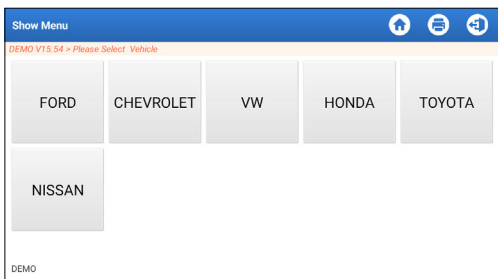 Show Menu
DEMO V15.54 > Please Select Vehicle
FORD CHEVROLET VW HONDA TOYOTA
NISSAN
DEMO